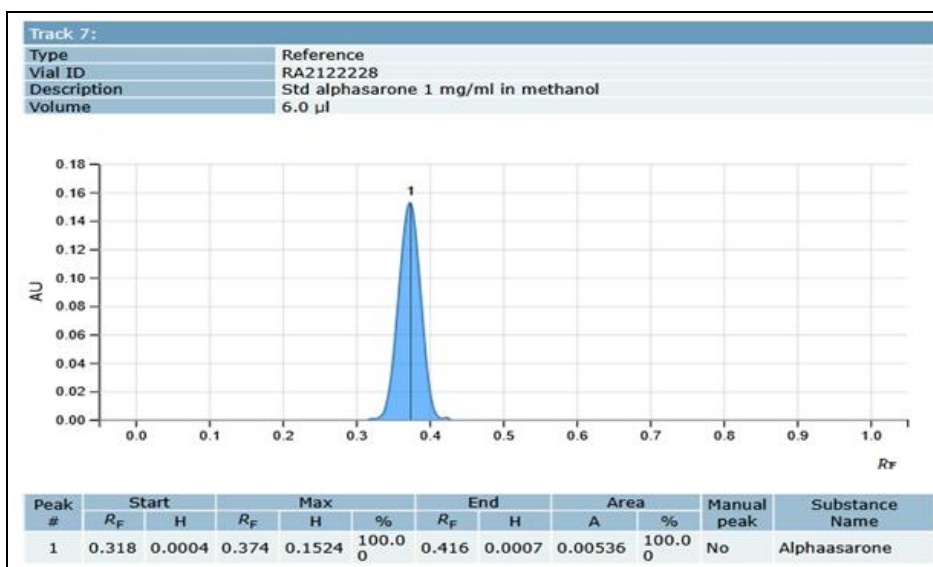 Track 7:
Type Reference
Vial ID RA2122228
Description Std alphasarone 1 mg/ml in methanol
Volume 6.0 µl
0.18
0.16
0.14
0.12
0.10
0.08
0.06
0.04
0.02
0.00
AU
1
0.0 0.1 0.2 0.3 0.4 0.5 0.6 0.7 0.8 0.9 1.0
RF
Peak # Start Max End Area Manual peak Substance Name
RF H RF H % RF H A %
1 0.318 0.0004 0.374 0.1524 100.00 0.416 0.0007 0.00536 100.00 No Alphaasarone